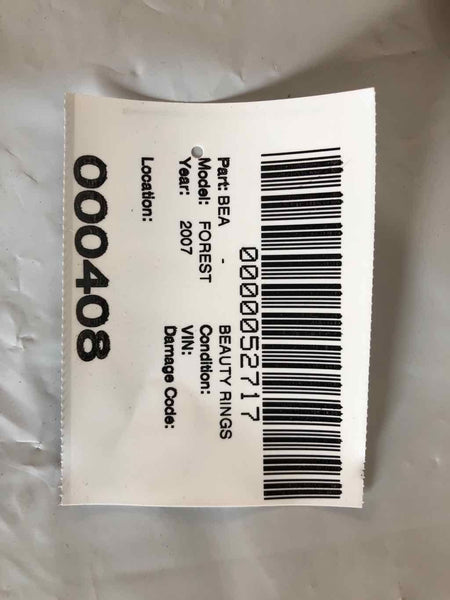 0000052717
Part: BEA - BEAUTY RINGS
Model: FOREST Condition:
Year: 2007 VIN:
Damage Code:
Location:
000408